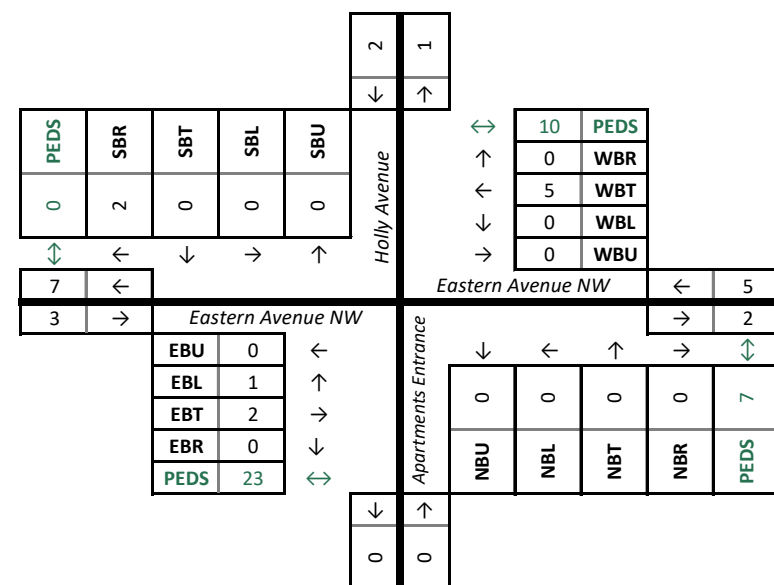 2 1
↓ ↑
PEDS SBR SBT SBL SBU
0 2 0 0 0
↕ ← ↓ → ↑
Holly Avenue
↔ 10 PEDS
↑ 0 WBR
← 5 WBT
↓ 0 WBL
→ 0 WBU
7 ←
Eastern Avenue NW
← 5
3 →
Eastern Avenue NW
→ 2
EBU 0 ←
EBL 1 ↑
EBT 2 →
EBR 0 ↓
PEDS 23 ↔
Apartments Entrance
↓ ← ↑ → ↕
0 0 0 0 7
NBU NBL NBT NBR PEDS
↓ ↑
0 0